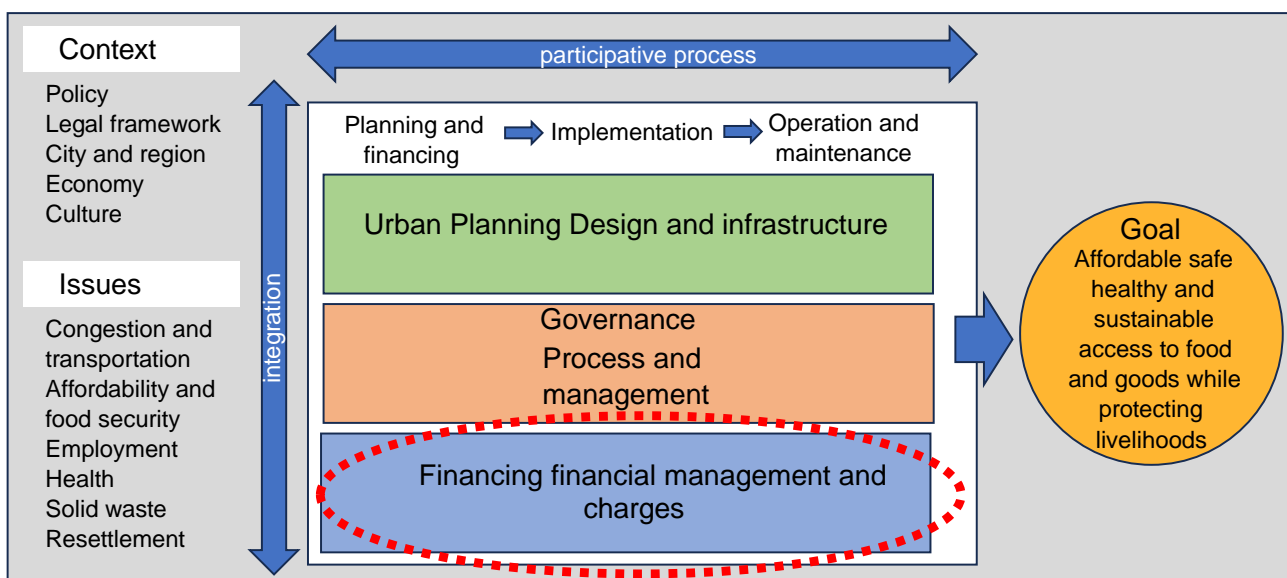 Context
Policy
Legal framework
City and region
Economy
Culture
Issues
Congestion and
transportation
Affordability and
food security
Employment
Health
Solid waste
Resettlement
integration
participative process
Planning and
financing
Implementation
Operation and
maintenance
Urban Planning Design and infrastructure
Governance
Process and
management
Financing financial management and
charges
Goal
Affordable safe
healthy and
sustainable
access to food
and goods while
protecting
livelihoods